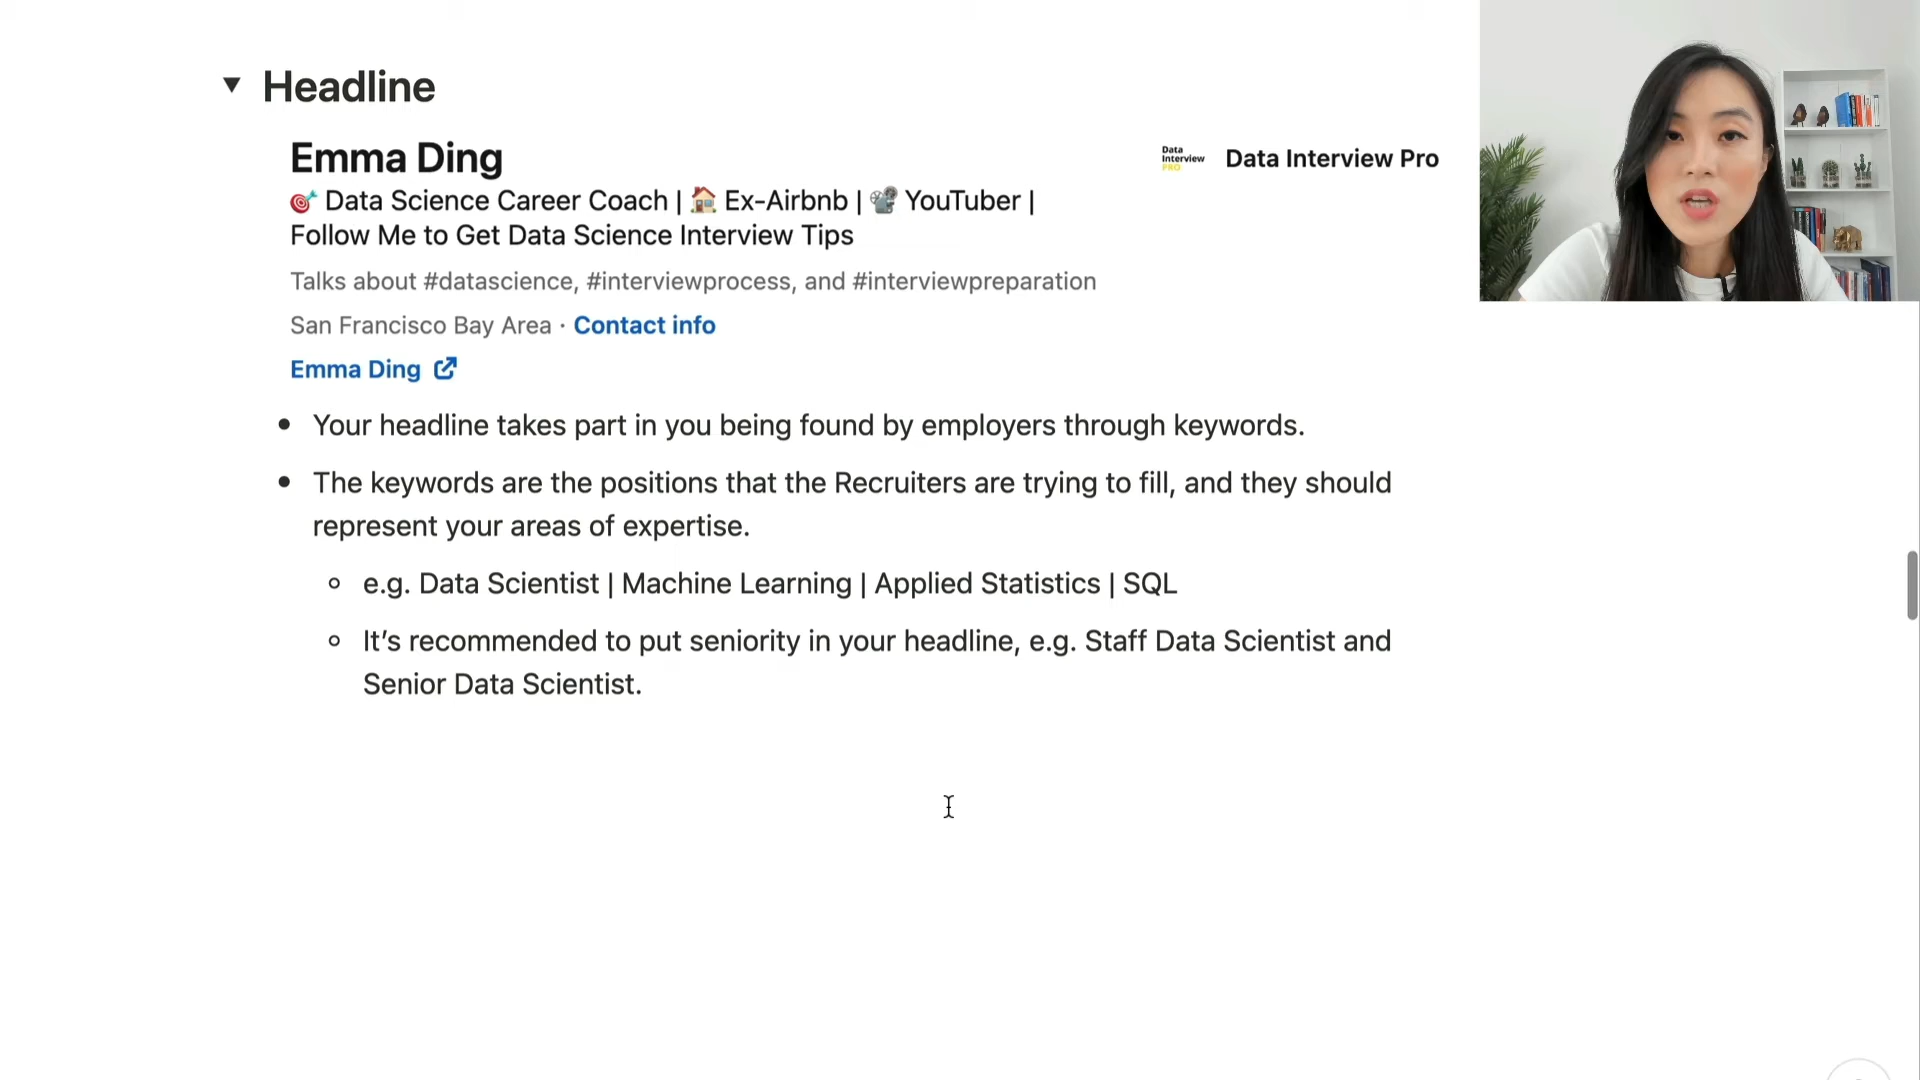 Headline
Emma Ding
Data Interview PRO
Data Interview Pro
🎯 Data Science Career Coach | 🏠 Ex-Airbnb | 📽 YouTuber |
Follow Me to Get Data Science Interview Tips
Talks about #datascience, #interviewprocess, and #interviewpreparation
San Francisco Bay Area · Contact info
Emma Ding
• Your headline takes part in you being found by employers through keywords.
• The keywords are the positions that the Recruiters are trying to fill, and they should
represent your areas of expertise.
◦ e.g. Data Scientist | Machine Learning | Applied Statistics | SQL
◦ It’s recommended to put seniority in your headline, e.g. Staff Data Scientist and
Senior Data Scientist.